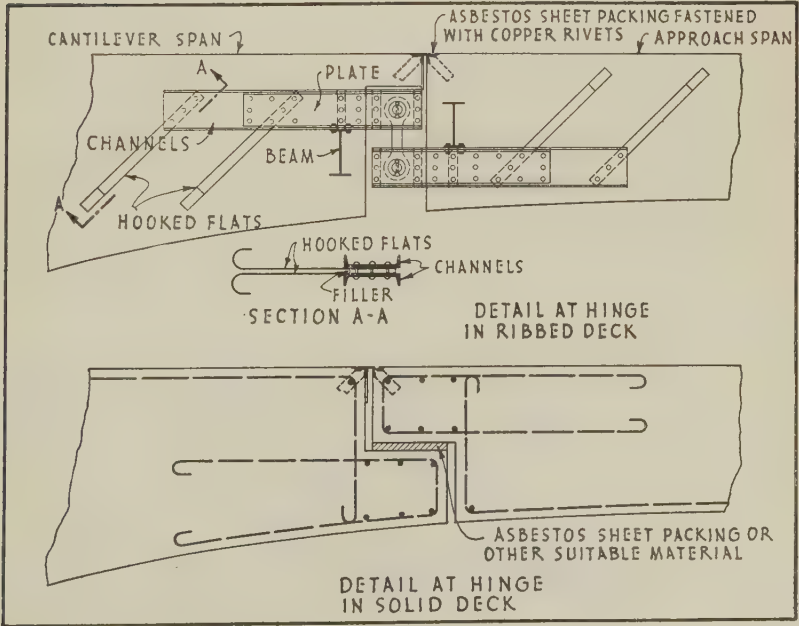 ASBESTOS SHEET PACKING FASTENED
WITH COPPER RIVETS
CANTILEVER SPAN
APPROACH SPAN
A
PLATE
CHANNELS
BEAM
A
HOOKED FLATS
HOOKED FLATS
CHANNELS
FILLER
SECTION A-A
DETAIL AT HINGE
IN RIBBED DECK
ASBESTOS SHEET PACKING OR
OTHER SUITABLE MATERIAL
DETAIL AT HINGE
IN SOLID DECK